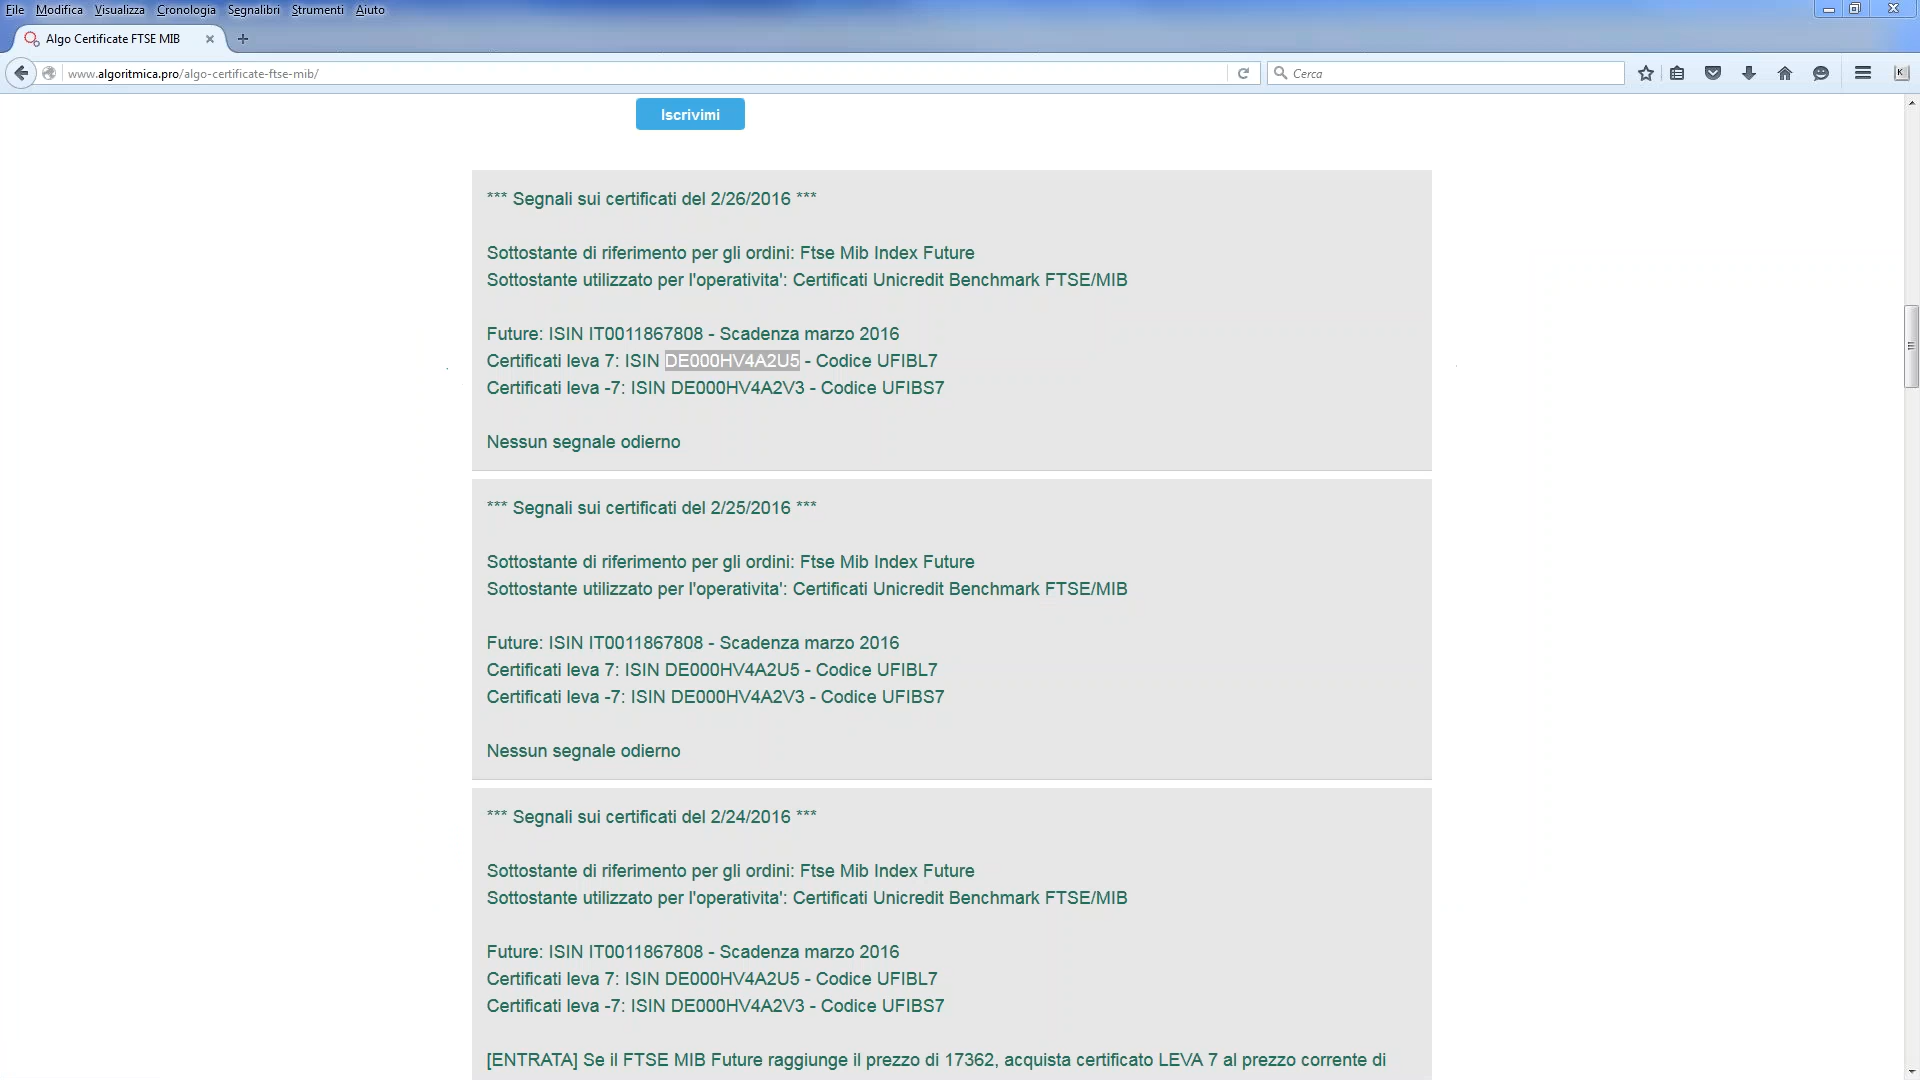 File Modifica Visualizza Cronologia Segnalibri Strumenti Aiuto
Algo Certificate FTSE MIB
www.algoritmica.pro/algo-certificate-ftse-mib/
Cerca
Iscrivimi
*** Segnali sui certificati del 2/26/2016 ***
Sottostante di riferimento per gli ordini: Ftse Mib Index Future
Sottostante utilizzato per l'operativita': Certificati Unicredit Benchmark FTSE/MIB
Future: ISIN IT0011867808 - Scadenza marzo 2016
Certificati leva 7: ISIN DE000HV4A2U5 - Codice UFIBL7
Certificati leva -7: ISIN DE000HV4A2V3 - Codice UFIBS7
Nessun segnale odierno
*** Segnali sui certificati del 2/25/2016 ***
Sottostante di riferimento per gli ordini: Ftse Mib Index Future
Sottostante utilizzato per l'operativita': Certificati Unicredit Benchmark FTSE/MIB
Future: ISIN IT0011867808 - Scadenza marzo 2016
Certificati leva 7: ISIN DE000HV4A2U5 - Codice UFIBL7
Certificati leva -7: ISIN DE000HV4A2V3 - Codice UFIBS7
Nessun segnale odierno
*** Segnali sui certificati del 2/24/2016 ***
Sottostante di riferimento per gli ordini: Ftse Mib Index Future
Sottostante utilizzato per l'operativita': Certificati Unicredit Benchmark FTSE/MIB
Future: ISIN IT0011867808 - Scadenza marzo 2016
Certificati leva 7: ISIN DE000HV4A2U5 - Codice UFIBL7
Certificati leva -7: ISIN DE000HV4A2V3 - Codice UFIBS7
[ENTRATA] Se il FTSE MIB Future raggiunge il prezzo di 17362, acquista certificato LEVA 7 al prezzo corrente di